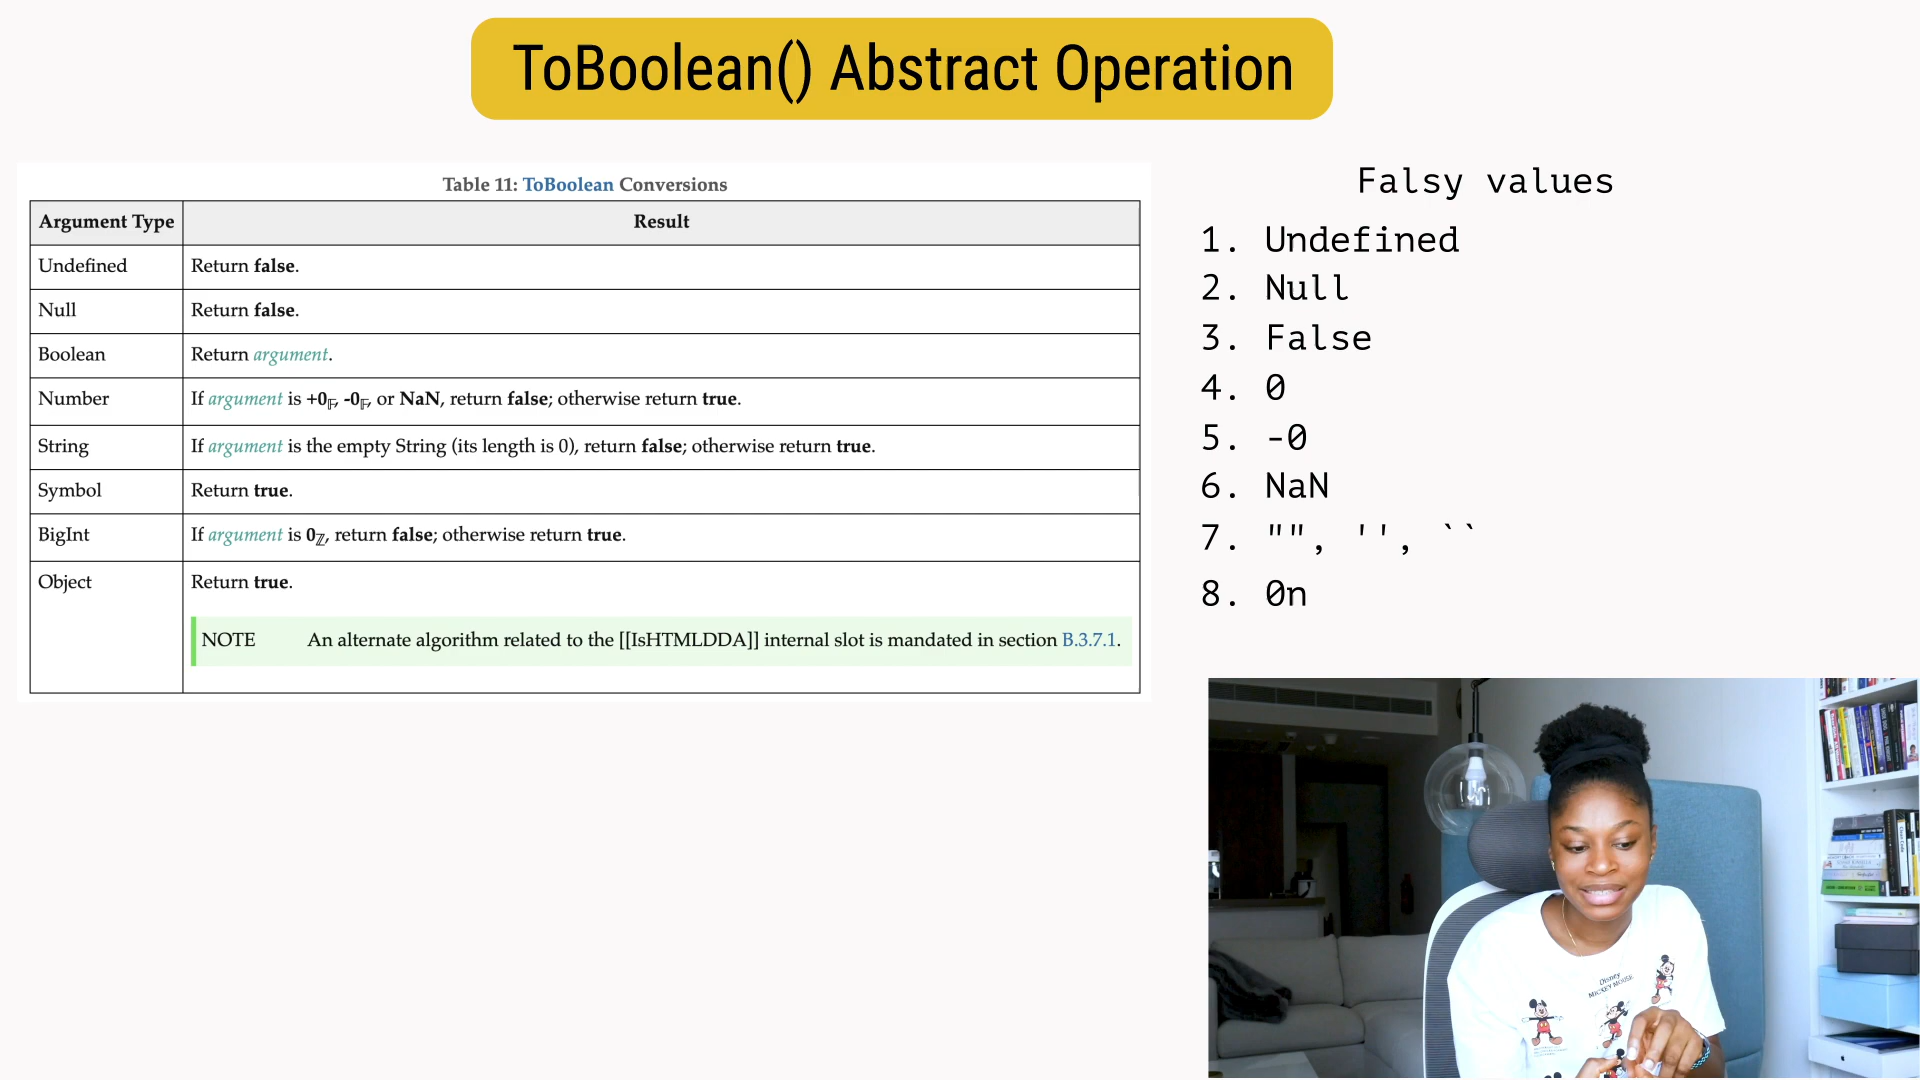 ToBoolean() Abstract Operation
Table 11: ToBoolean Conversions
Argument Type Result
Undefined Return false.
Null Return false.
Boolean Return argument.
Number If argument is +0𝔽, -0𝔽, or NaN, return false; otherwise return true.
String If argument is the empty String (its length is 0), return false; otherwise return true.
Symbol Return true.
BigInt If argument is 0ℤ, return false; otherwise return true.
Object Return true.
NOTE An alternate algorithm related to the [[IsHTMLDDA]] internal slot is mandated in section B.3.7.1.
Falsy values
1. Undefined
2. Null
3. False
4. 0
5. -0
6. NaN
7. "", '', ``
8. 0n
Disney
MICKEY MOUSE